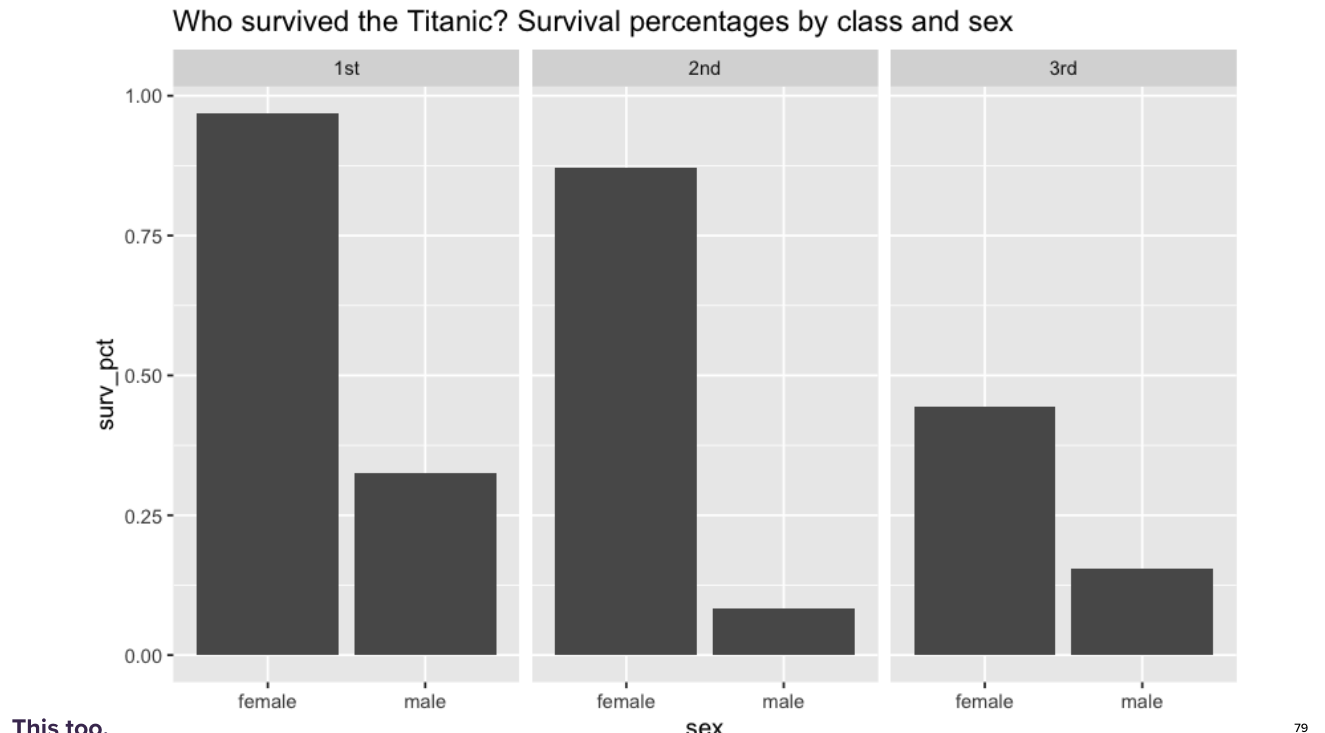 Who survived the Titanic? Survival percentages by class and sex
1st 2nd 3rd
1.00
0.75
0.50
0.25
0.00
surv_pct
female male female male female male
sex
This too.
79